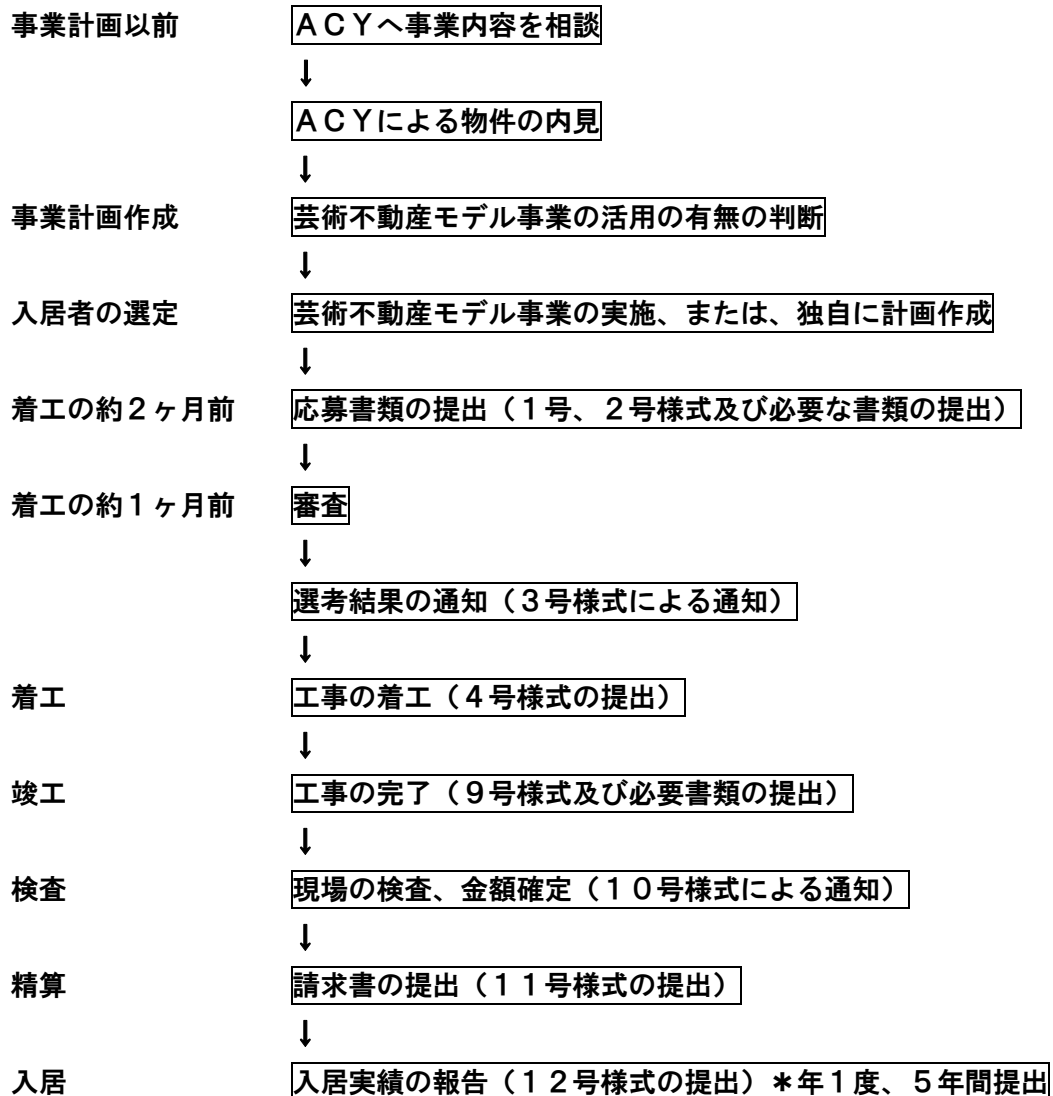 事業計画以前 ＡＣＹへ事業内容を相談
↓
ＡＣＹによる物件の内見
↓
事業計画作成 芸術不動産モデル事業の活用の有無の判断
↓
入居者の選定 芸術不動産モデル事業の実施、または、独自に計画作成
↓
着工の約２ヶ月前 応募書類の提出（１号、２号様式及び必要な書類の提出）
↓
着工の約１ヶ月前 審査
↓
選考結果の通知（３号様式による通知）
↓
着工 工事の着工（４号様式の提出）
↓
竣工 工事の完了（９号様式及び必要書類の提出）
↓
検査 現場の検査、金額確定（１０号様式による通知）
↓
精算 請求書の提出（１１号様式の提出）
↓
入居 入居実績の報告（１２号様式の提出）＊年１度、５年間提出